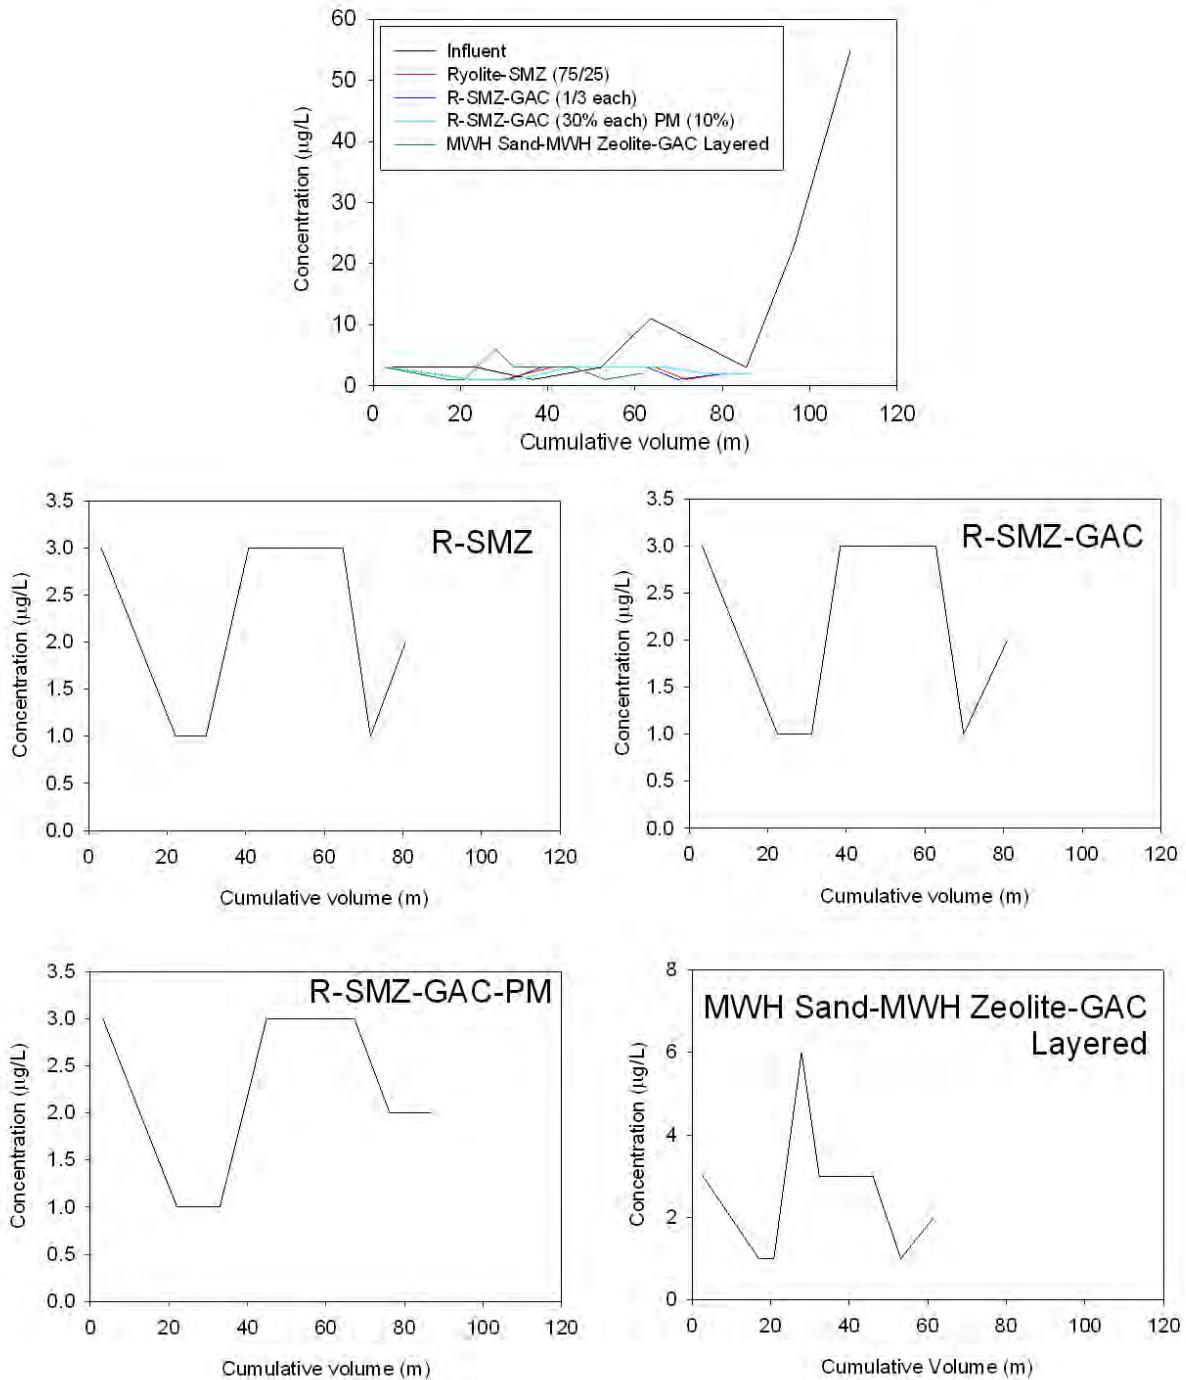 60
50
40
30
20
10
0
Concentration (µg/L)
Influent
Ryolite-SMZ (75/25)
R-SMZ-GAC (1/3 each)
R-SMZ-GAC (30% each) PM (10%)
MWH Sand-MWH Zeolite-GAC Layered
0 20 40 60 80 100 120
Cumulative volume (m)
3.5
3.0
2.5
2.0
1.5
1.0
0.5
0.0
Concentration (µg/L)
R-SMZ
0 20 40 60 80 100 120
Cumulative volume (m)
3.5
3.0
2.5
2.0
1.5
1.0
0.5
0.0
Concentration (µg/L)
R-SMZ-GAC
0 20 40 60 80 100 120
Cumulative volume (m)
3.5
3.0
2.5
2.0
1.5
1.0
0.5
0.0
Concentration (µg/L)
R-SMZ-GAC-PM
0 20 40 60 80 100 120
Cumulative volume (m)
8
6
4
2
0
Concentration (µg/L)
MWH Sand-MWH Zeolite-GAC
Layered
0 20 40 60 80 100 120
Cumulative Volume (m)